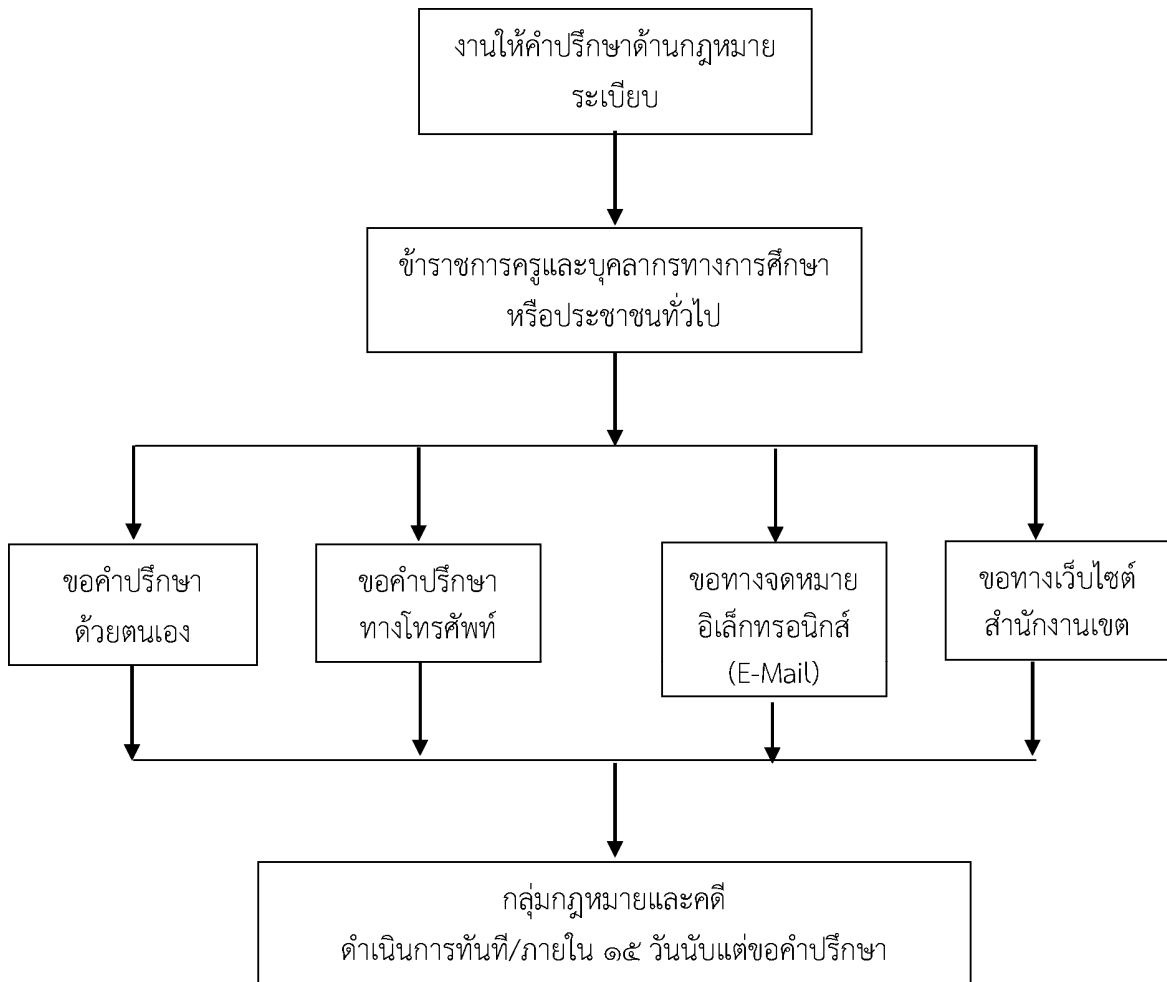 งานให้คำปรึกษาด้านกฎหมาย
ระเบียบ
ข้าราชการครูและบุคลากรทางการศึกษา
หรือประชาชนทั่วไป
ขอคำปรึกษา
ด้วยตนเอง
ขอคำปรึกษา
ทางโทรศัพท์
ขอทางจดหมาย
อิเล็กทรอนิกส์
(E-Mail)
ขอทางเว็บไซต์
สำนักงานเขต
กลุ่มกฎหมายและคดี
ดำเนินการทันที/ภายใน ๑๕ วันนับแต่ขอคำปรึกษา